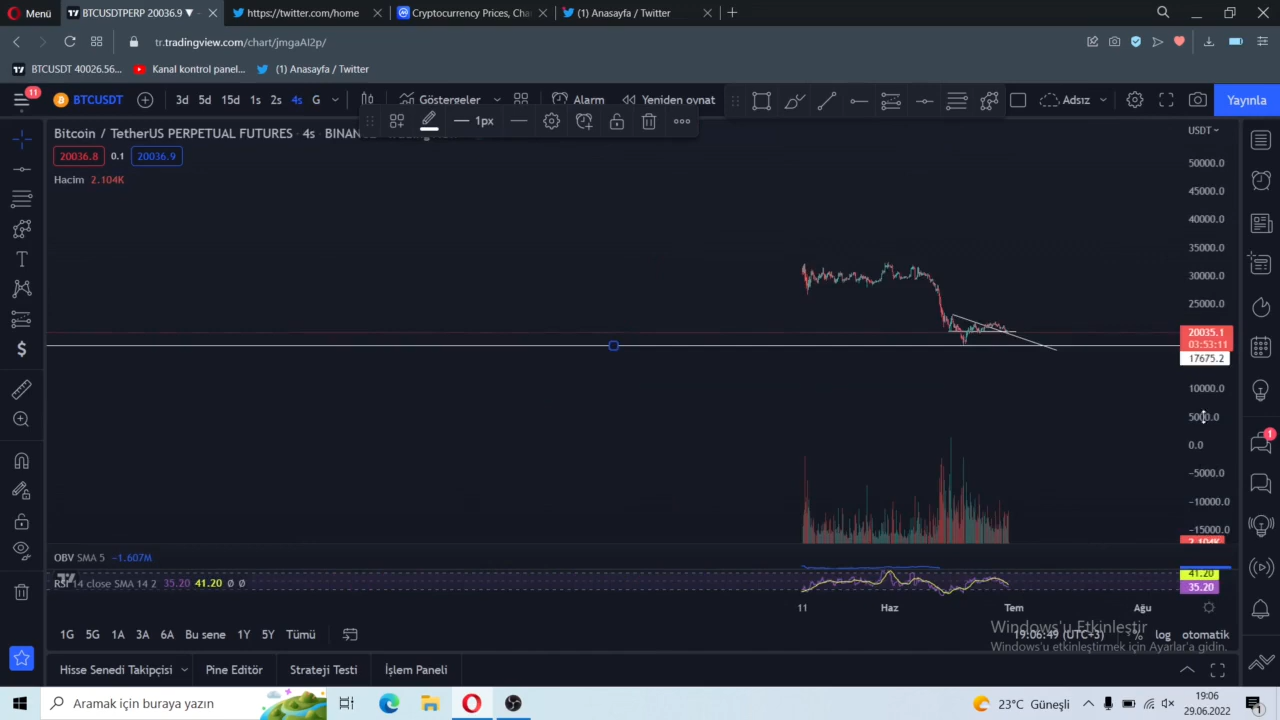 Menü
BTCUSDTPERP 20036.9 ▼
https://twitter.com/home
Cryptocurrency Prices, Cha
(1) Anasayfa / Twitter
tr.tradingview.com/chart/jmgaAI2p/
BTCUSDT 40026.56...
Kanal kontrol panel...
(1) Anasayfa / Twitter
11
BTCUSDT
3d 5d 15d 1s 2s 4s G
Göstergeler
Alarm
Yeniden oynat
Adsız
Yayınla
1px
Bitcoin / TetherUS PERPETUAL FUTURES · 4s · BINAN
20036.8 0.1 20036.9
Hacim 2.104K
USDT
50000.0
45000.0
40000.0
35000.0
30000.0
25000.0
20035.1
03:53:11
17675.2
10000.0
5000.0
0.0
−5000.0
−10000.0
−15000.0
2.104K
OBV SMA 5 −1.607M
RSI 14 close SMA 14 2 35.20 41.20 Ø Ø
41.20
35.20
11 Haz Tem Ağu
1G 5G 1A 3A 6A Bu sene 1Y 5Y Tümü
19:06:49 (UTC+3) % log otomatik
Windows'u Etkinleştir
Windows'u etkinleştirmek için Ayarlar'a gidin.
Hisse Senedi Takipçisi
Pine Editör
Strateji Testi
İşlem Paneli
1
Aramak için buraya yazın
23°C Güneşli
19:06
29.06.2022
1